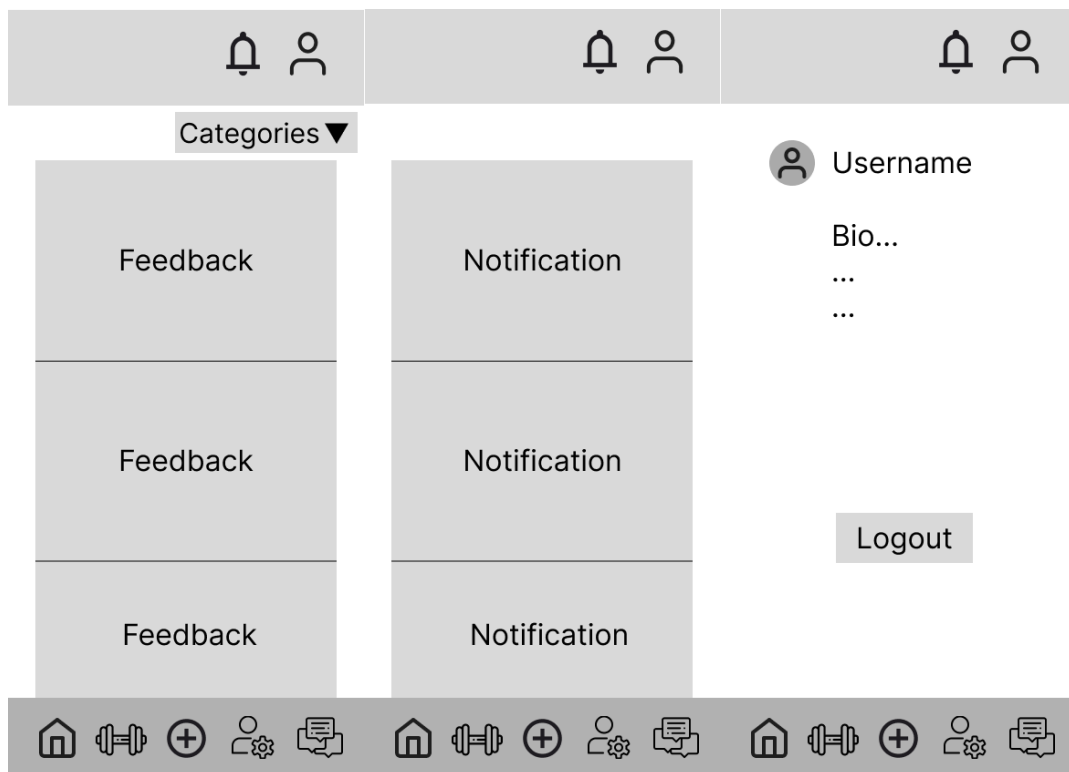 Categories▼
Feedback
Feedback
Feedback
Notification
Notification
Notification
Username
Bio...
...
...
Logout